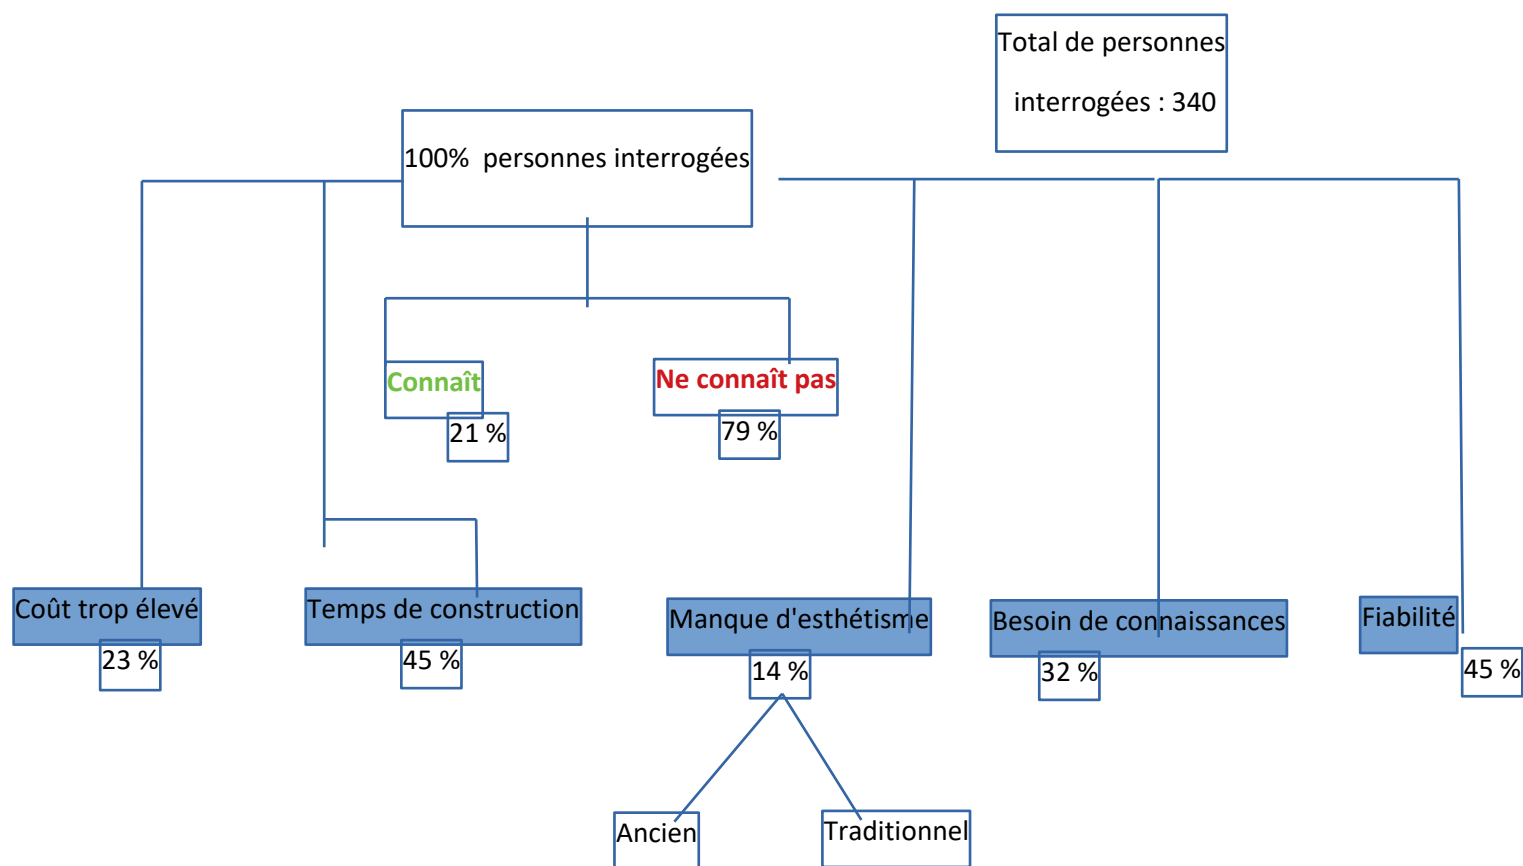 Total de personnes
interrogées : 340
100% personnes interrogées
Connaît
21 %
Ne connaît pas
79 %
Coût trop élevé
23 %
Temps de construction
45 %
Manque d'esthétisme
14 %
Besoin de connaissances
32 %
Fiabilité
45 %
Ancien
Traditionnel